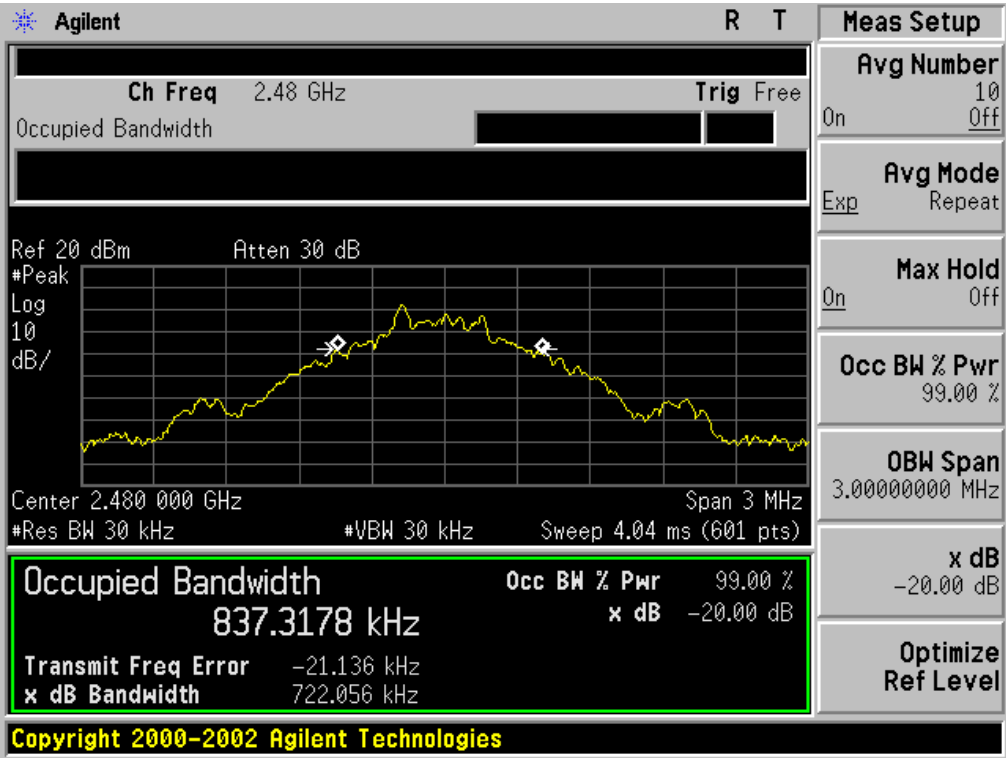 Agilent R T
Ch Freq 2.48 GHz Trig Free
Occupied Bandwidth
Ref 20 dBm Atten 30 dB
#Peak
Log
10
dB/
Center 2.480 000 GHz Span 3 MHz
#Res BW 30 kHz #VBW 30 kHz Sweep 4.04 ms (601 pts)
Occupied Bandwidth Occ BW % Pwr 99.00 %
837.3178 kHz x dB -20.00 dB
Transmit Freq Error -21.136 kHz
x dB Bandwidth 722.056 kHz
Copyright 2000-2002 Agilent Technologies
Meas Setup
Avg Number
10
On Off
Avg Mode
Exp Repeat
Max Hold
On Off
Occ BW % Pwr
99.00 %
OBW Span
3.00000000 MHz
x dB
-20.00 dB
Optimize
Ref Level